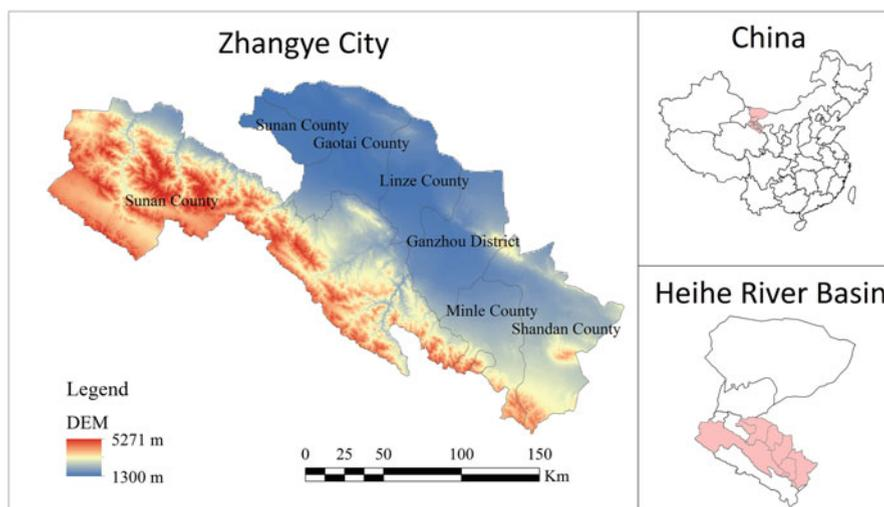 Zhangye City
Sunan County
Gaotai County
Linze County
Sunan County
Ganzhou District
Minle County
Shandan County
Legend
DEM
5271 m
1300 m
0 25 50 100 150
Km
China
Heihe River Basin